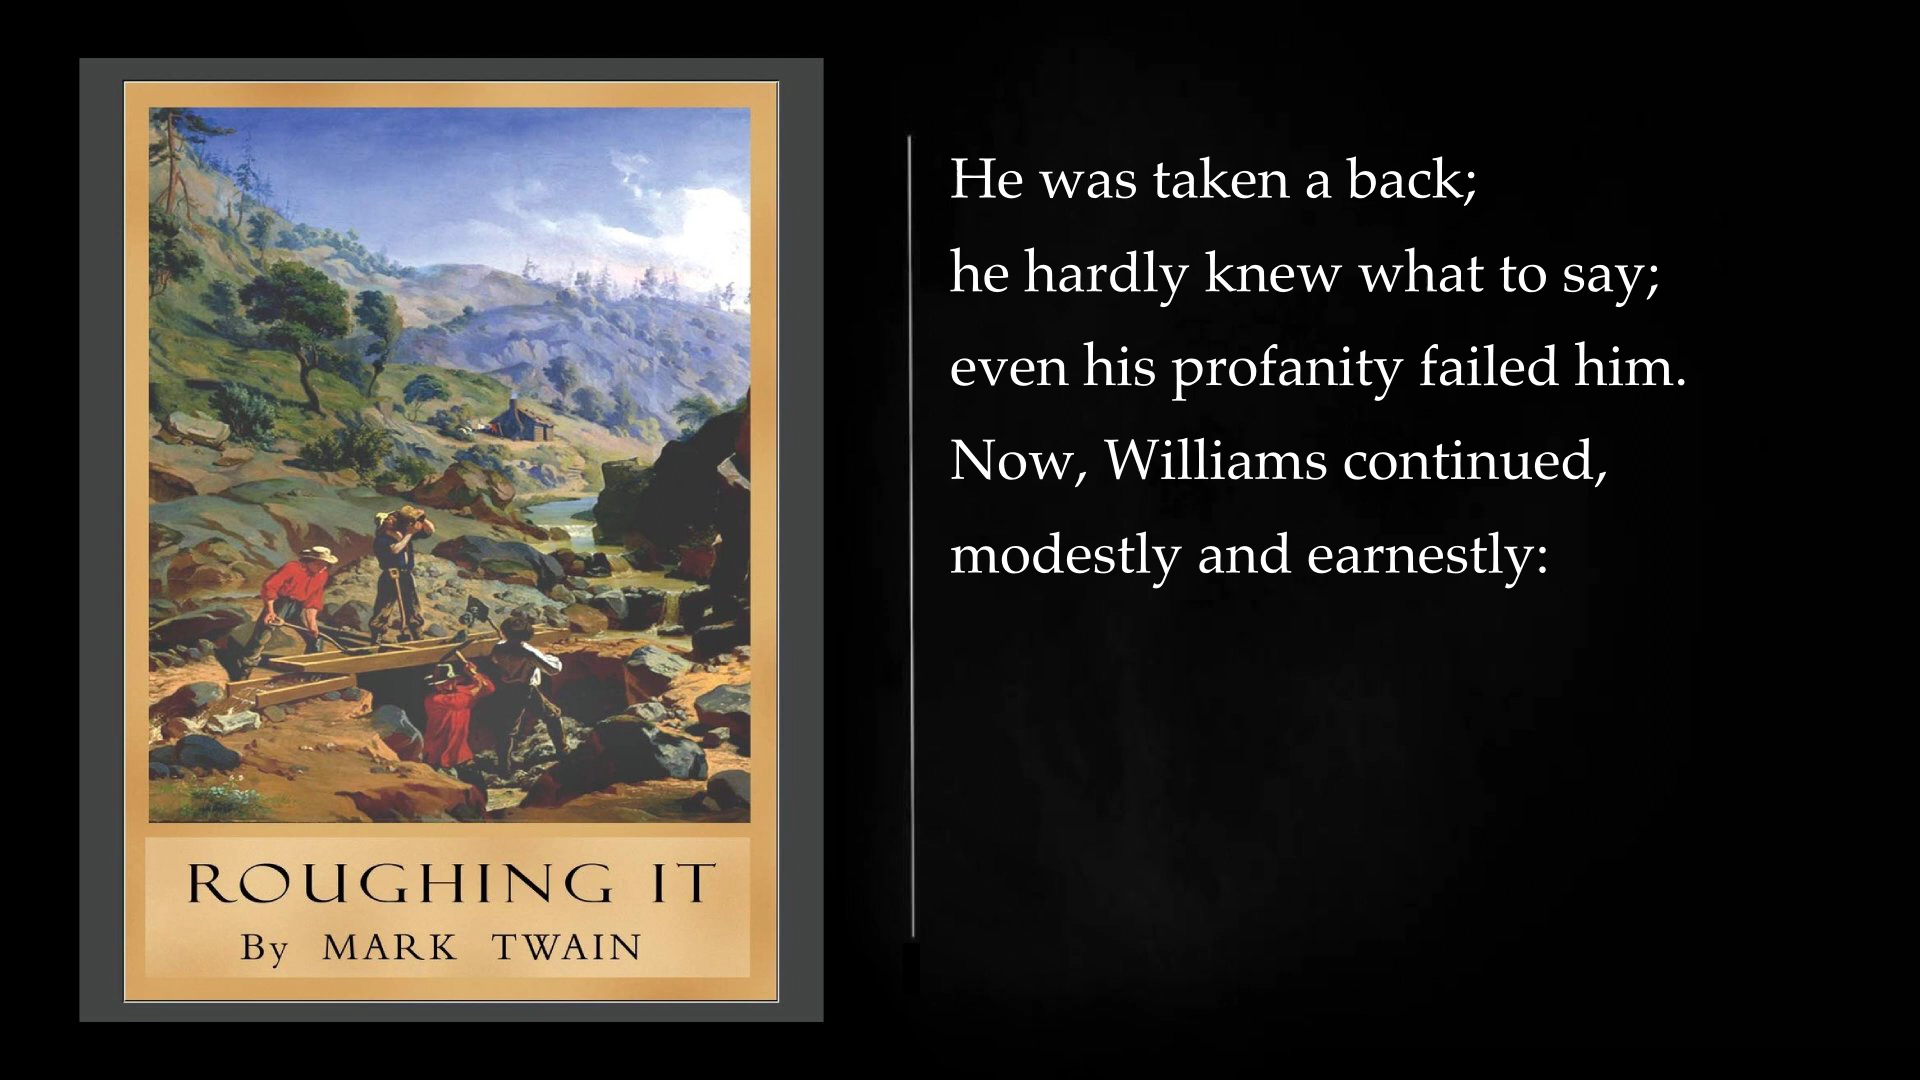 ROUGHING IT
By MARK TWAIN
He was taken a back;
he hardly knew what to say;
even his profanity failed him.
Now, Williams continued,
modestly and earnestly: